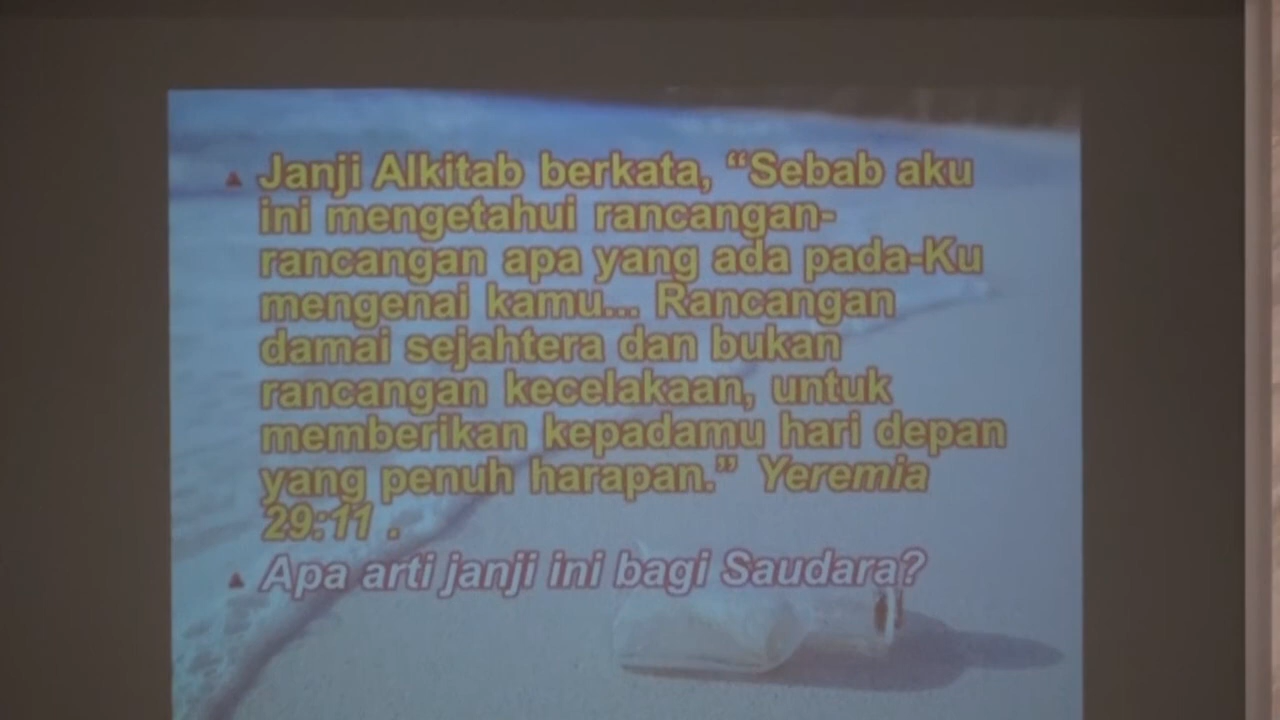 Janji Alkitab berkata, “Sebab aku
ini mengetahui rancangan-
rancangan apa yang ada pada-Ku
mengenai kamu... Rancangan
damai sejahtera dan bukan
rancangan kecelakaan, untuk
memberikan kepadamu hari depan
yang penuh harapan.” Yeremia
29:11 .
Apa arti janji ini bagi Saudara?